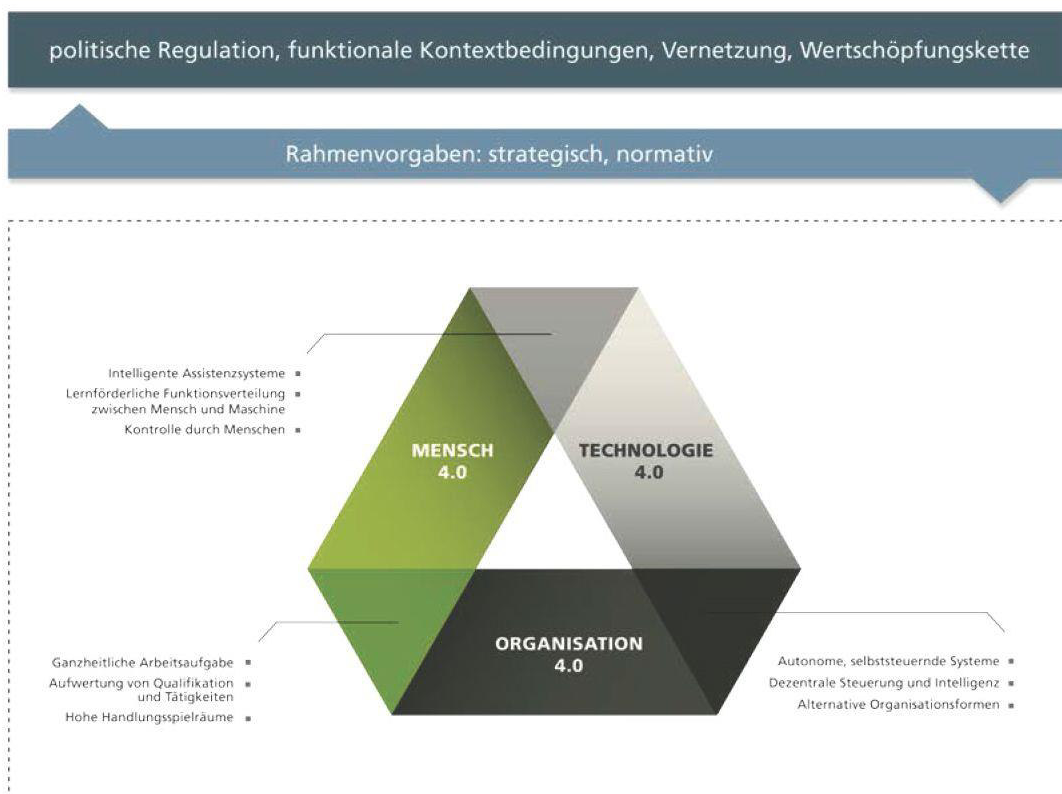 politische Regulation, funktionale Kontextbedingungen, Vernetzung, Wertschöpfungskette
Rahmenvorgaben: strategisch, normativ
Intelligente Assistenzsysteme
Lernförderliche Funktionsverteilung
zwischen Mensch und Maschine
Kontrolle durch Menschen
MENSCH
4.0
TECHNOLOGIE
4.0
ORGANISATION
4.0
Ganzheitliche Arbeitsaufgabe
Aufwertung von Qualifikation
und Tätigkeiten
Hohe Handlungsspielräume
Autonome, selbststeuernde Systeme
Dezentrale Steuerung und Intelligenz
Alternative Organisationsformen